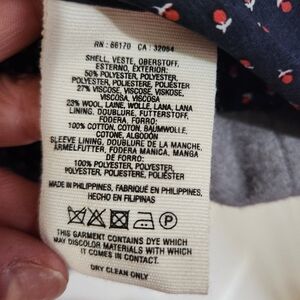 RN : 66170 CA : 32054
SHELL, VESTE, OBERSTOFF,
ESTERNO, EXTERIOR:
50% POLYESTER, POLYESTER,
POLYESTER, POLIESTERE, POLIESTER
27% VISCOSE, VISCOSE, VISKOSE,
VISCOSA, VISCOSA
23% WOOL, LAINE, WOLLE, LANA, LANA
LINING, DOUBLURE, FUTTERSTOFF,
FODERA, FORRO:
100% COTTON, COTON, BAUMWOLLE,
COTONE, ALGODÓN
SLEEVE LINING, DOUBLURE DE LA MANCHE,
ÄRMELFUTTER, FODERA MANICA, MANGA
DE FORRO:
100% POLYESTER, POLYESTER,
POLYESTER, POLIESTERE, POLIESTER
MADE IN PHILIPPINES, FABRIQUÉ EN PHILIPPINES,
HECHO EN FILIPINAS
P
THIS GARMENT CONTAINS DYE WHICH
MAY DISCOLOR MATERIALS WITH WHICH
IT COMES IN CONTACT.
DRY CLEAN ONLY